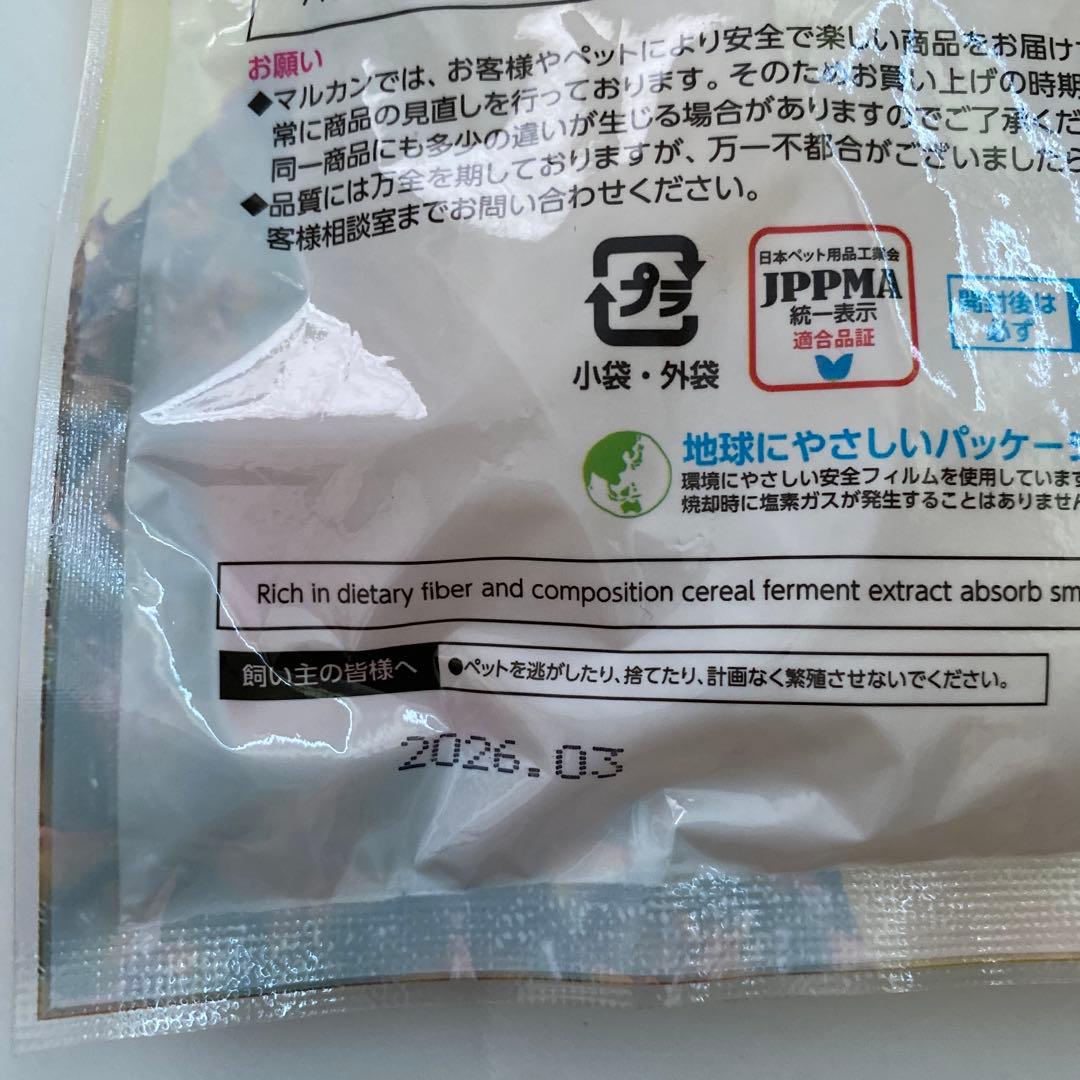 お願い
◆マルカンでは、お客様やペットにより安全で楽しい商品をお届け
常に商品の見直しを行っております。そのためお買い上げの時期
同一商品にも多少の違いが生じる場合がありますのでご了承くだ
◆品質には万全を期しておりますが、万一不都合がございましたら
客様相談室までお問い合わせください。
プラ
小袋・外袋
日本ペット用品工業会
JPPMA
統一表示
適合品証
開封後は
必ず
地球にやさしいパッケー
環境にやさしい安全フィルムを使用しています
焼却時に塩素ガスが発生することはありません
Rich in dietary fiber and composition cereal ferment extract absorb sm
飼い主の皆様へ
●ペットを逃がしたり、捨てたり、計画なく繁殖させないでください。
2026.03